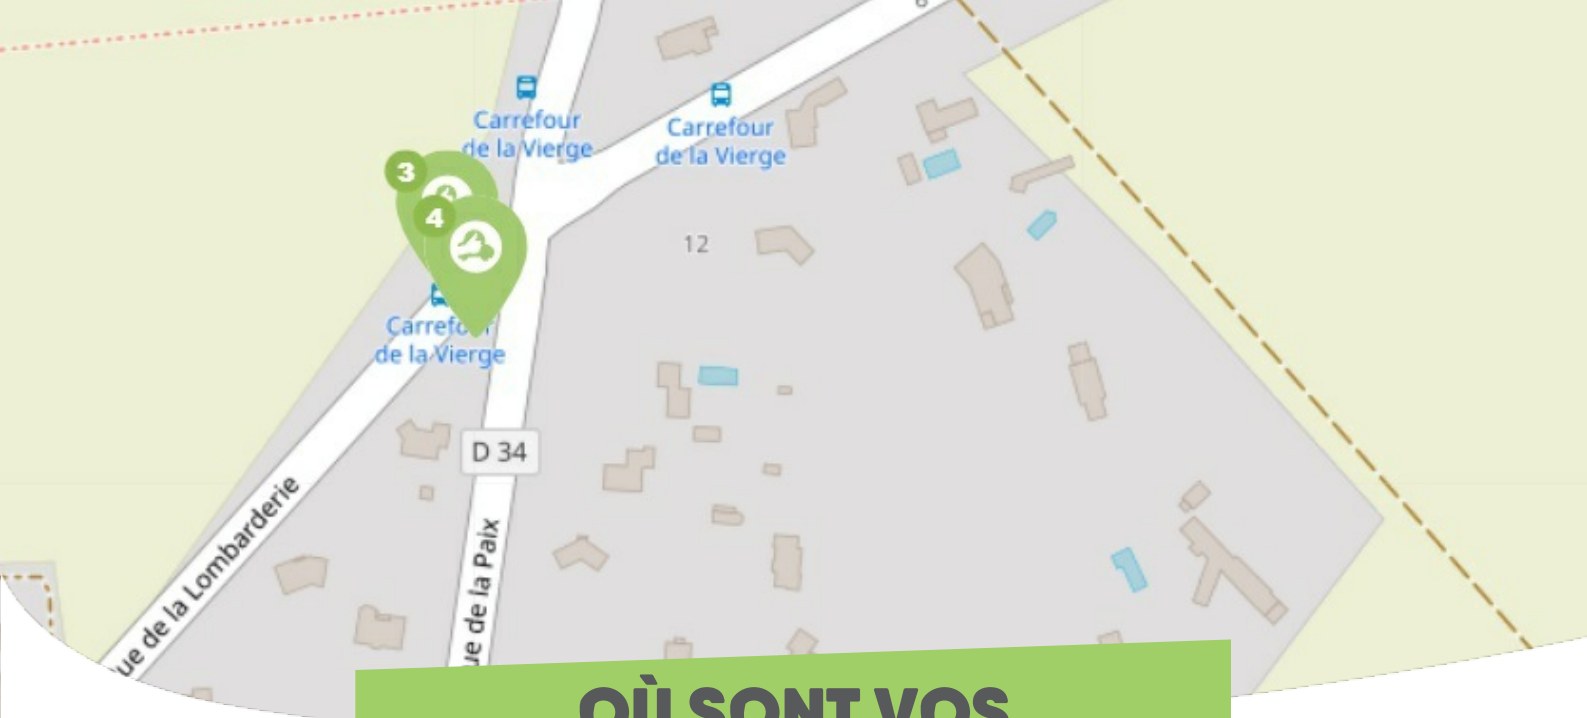 Carrefour
de la Vierge
Carrefour
de la Vierge
3
4
12
Carrefour
de la Vierge
D 34
ue de la Lombarderie
ue de la Paix
OÙ SONT VOS